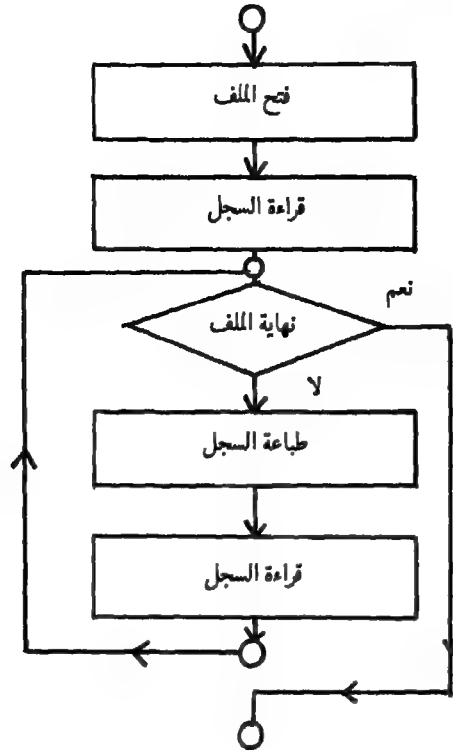 فتح الملف
قراءة السجل
نعم
نهاية الملف
لا
طباعة السجل
قراءة السجل